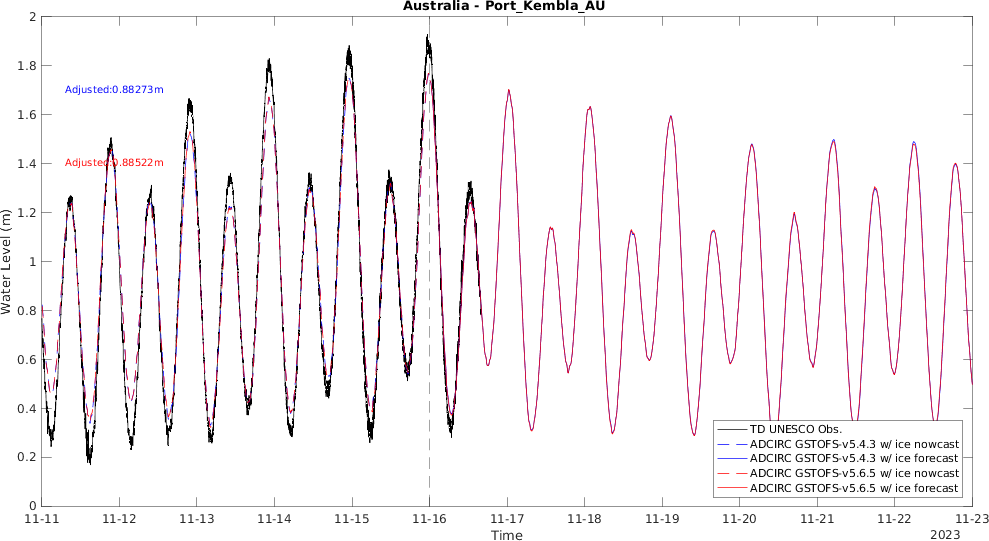 Australia - Port_Kembla_AU
2
1.8
1.6
1.4
1.2
1
0.8
0.6
0.4
0.2
0
Water Level (m)
Adjusted:0.88273m
Adjusted:0.88522m
TD UNESCO Obs.
ADCIRC GSTOFS-v5.4.3 w/ ice nowcast
ADCIRC GSTOFS-v5.4.3 w/ ice forecast
ADCIRC GSTOFS-v5.6.5 w/ ice nowcast
ADCIRC GSTOFS-v5.6.5 w/ ice forecast
11-11 11-12 11-13 11-14 11-15 11-16 11-17 11-18 11-19 11-20 11-21 11-22 11-23
Time
2023